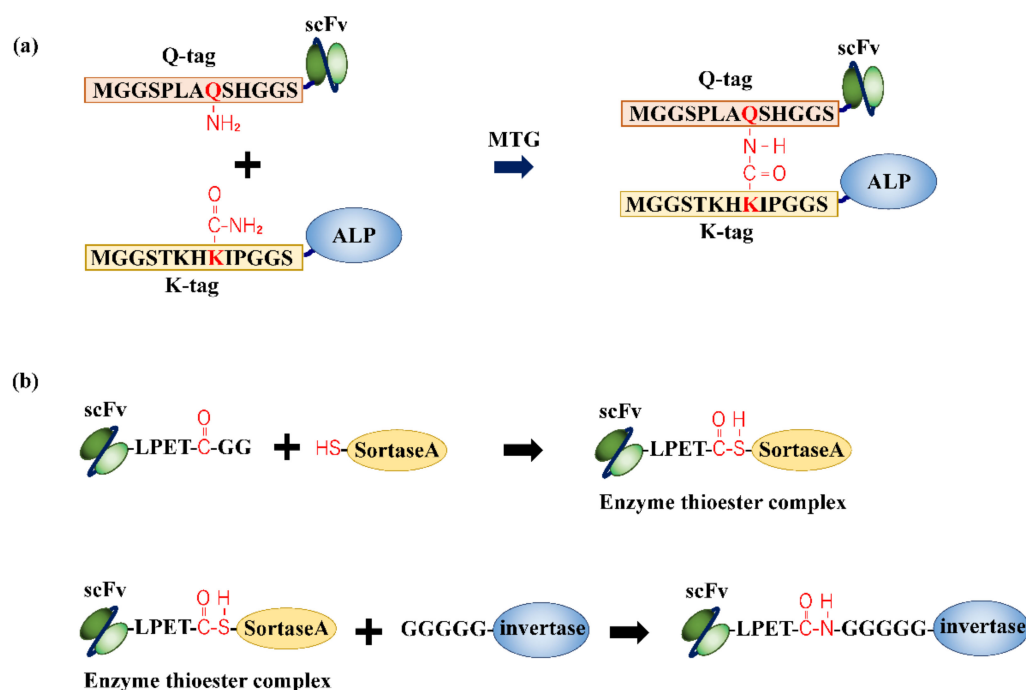 (a)
scFv
Q-tag
MGGSPLAQSHGGS
NH₂
+
O
C-NH₂
MGGSTKHKIPGGS
ALP
K-tag
MTG
scFv
Q-tag
MGGSPLAQSHGGS
N-H
C=O
MGGSTKHKIPGGS
ALP
K-tag
(b)
scFv
O
-LPET-C-GG
+
HS-SortaseA
scFv
O H
-LPET-C-S-SortaseA
Enzyme thioester complex
scFv
O H
-LPET-C-S-SortaseA
Enzyme thioester complex
+
GGGGG-invertase
scFv
O H
-LPET-C-N-GGGGG-invertase